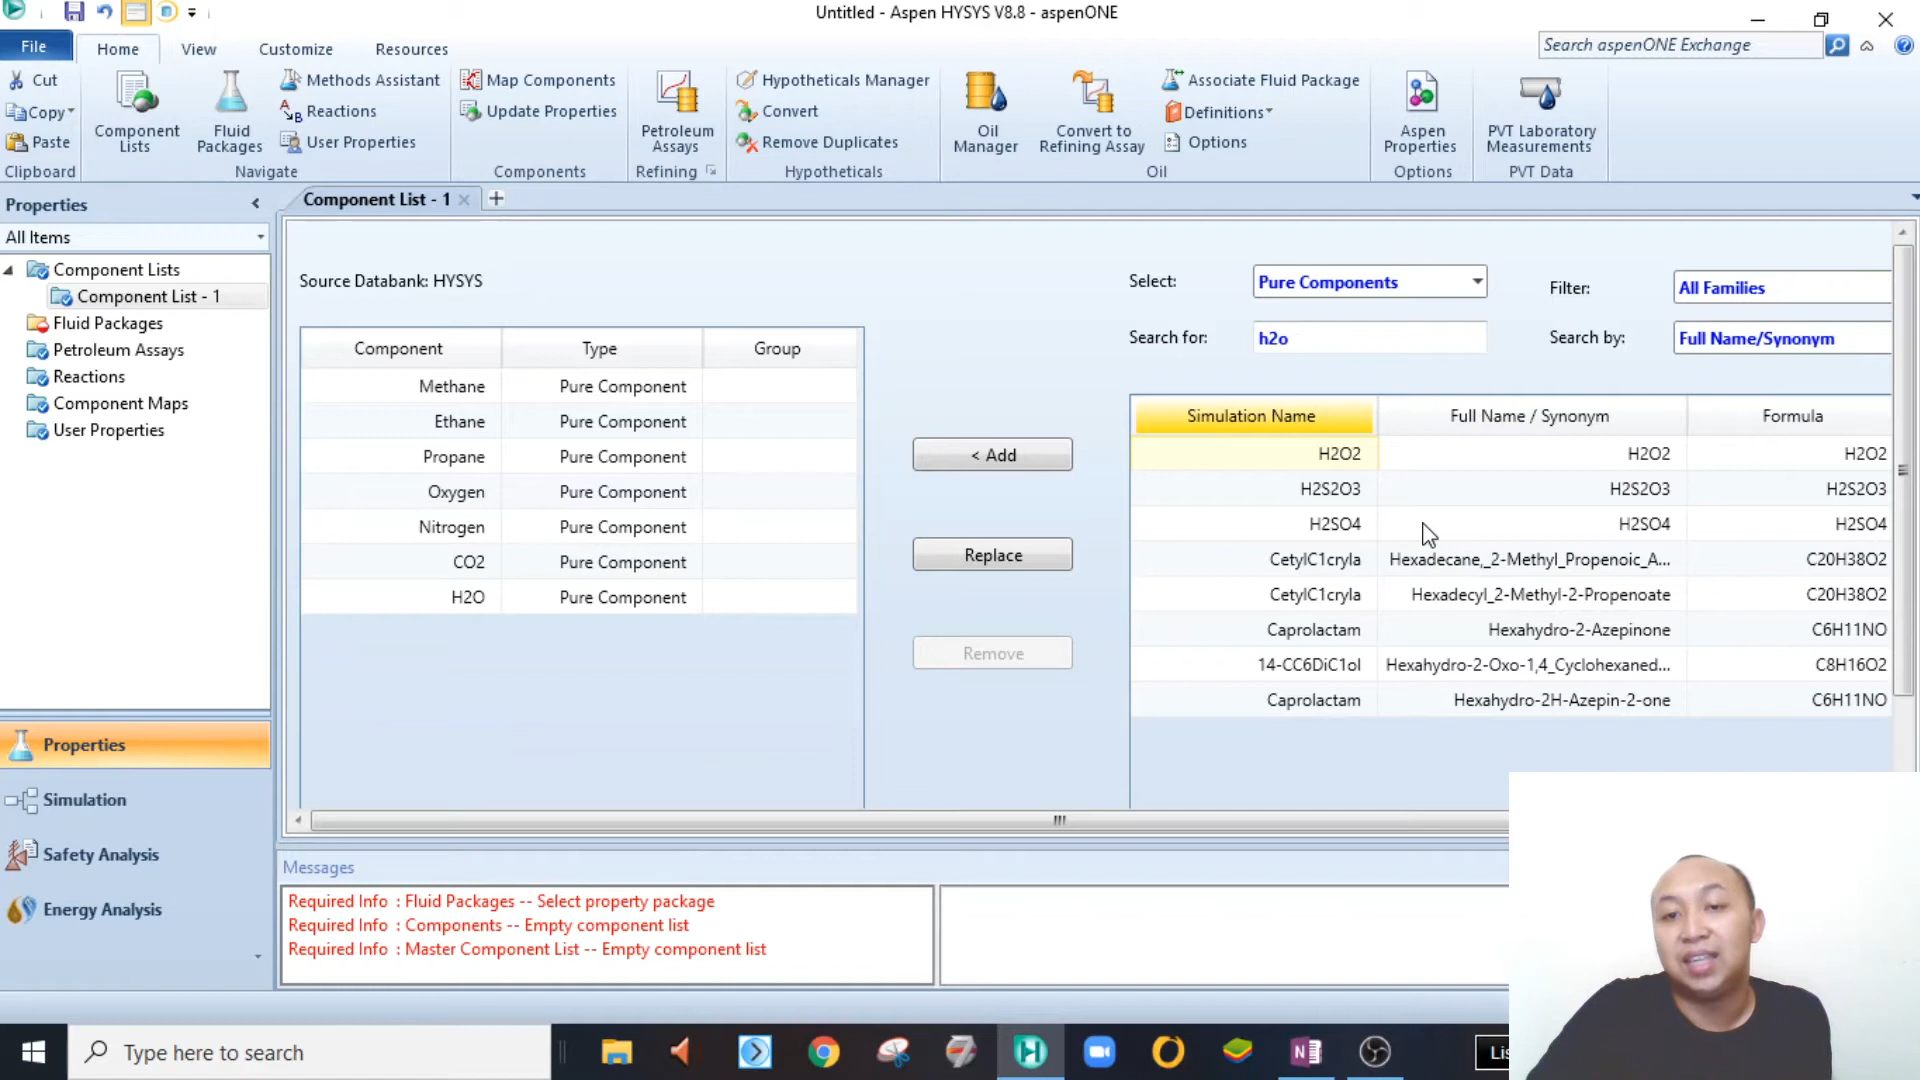 Untitled - Aspen HYSYS V8.8 - aspenONE
File
Home
View
Customize
Resources
Search aspenONE Exchange
Cut
Copy
Paste
Clipboard
Component Lists
Fluid Packages
Methods Assistant
Reactions
User Properties
Navigate
Map Components
Update Properties
Components
Petroleum Assays
Refining
Hypotheticals Manager
Convert
Remove Duplicates
Hypotheticals
Oil Manager
Convert to Refining Assay
Associate Fluid Package
Definitions
Options
Oil
Aspen Properties
Options
PVT Laboratory Measurements
PVT Data
Properties
All Items
Component Lists
Component List - 1
Fluid Packages
Petroleum Assays
Reactions
Component Maps
User Properties
Properties
Simulation
Safety Analysis
Energy Analysis
Component List - 1
Source Databank: HYSYS
Component Type Group
Methane Pure Component
Ethane Pure Component
Propane Pure Component
Oxygen Pure Component
Nitrogen Pure Component
CO2 Pure Component
H2O Pure Component
< Add
Replace
Remove
Select: Pure Components
Filter: All Families
Search for: h2o
Search by: Full Name/Synonym
Simulation Name Full Name / Synonym Formula
H2O2 H2O2 H2O2
H2S2O3 H2S2O3 H2S2O3
H2SO4 H2SO4 H2SO4
CetylC1cryla Hexadecane,_2-Methyl_Propenoic_A... C20H38O2
CetylC1cryla Hexadecyl_2-Methyl-2-Propenoate C20H38O2
Caprolactam Hexahydro-2-Azepinone C6H11NO
14-CC6DiC1ol Hexahydro-2-Oxo-1,4_Cyclohexaned... C8H16O2
Caprolactam Hexahydro-2H-Azepin-2-one C6H11NO
Messages
Required Info : Fluid Packages -- Select property package
Required Info : Components -- Empty component list
Required Info : Master Component List -- Empty component list
Type here to search